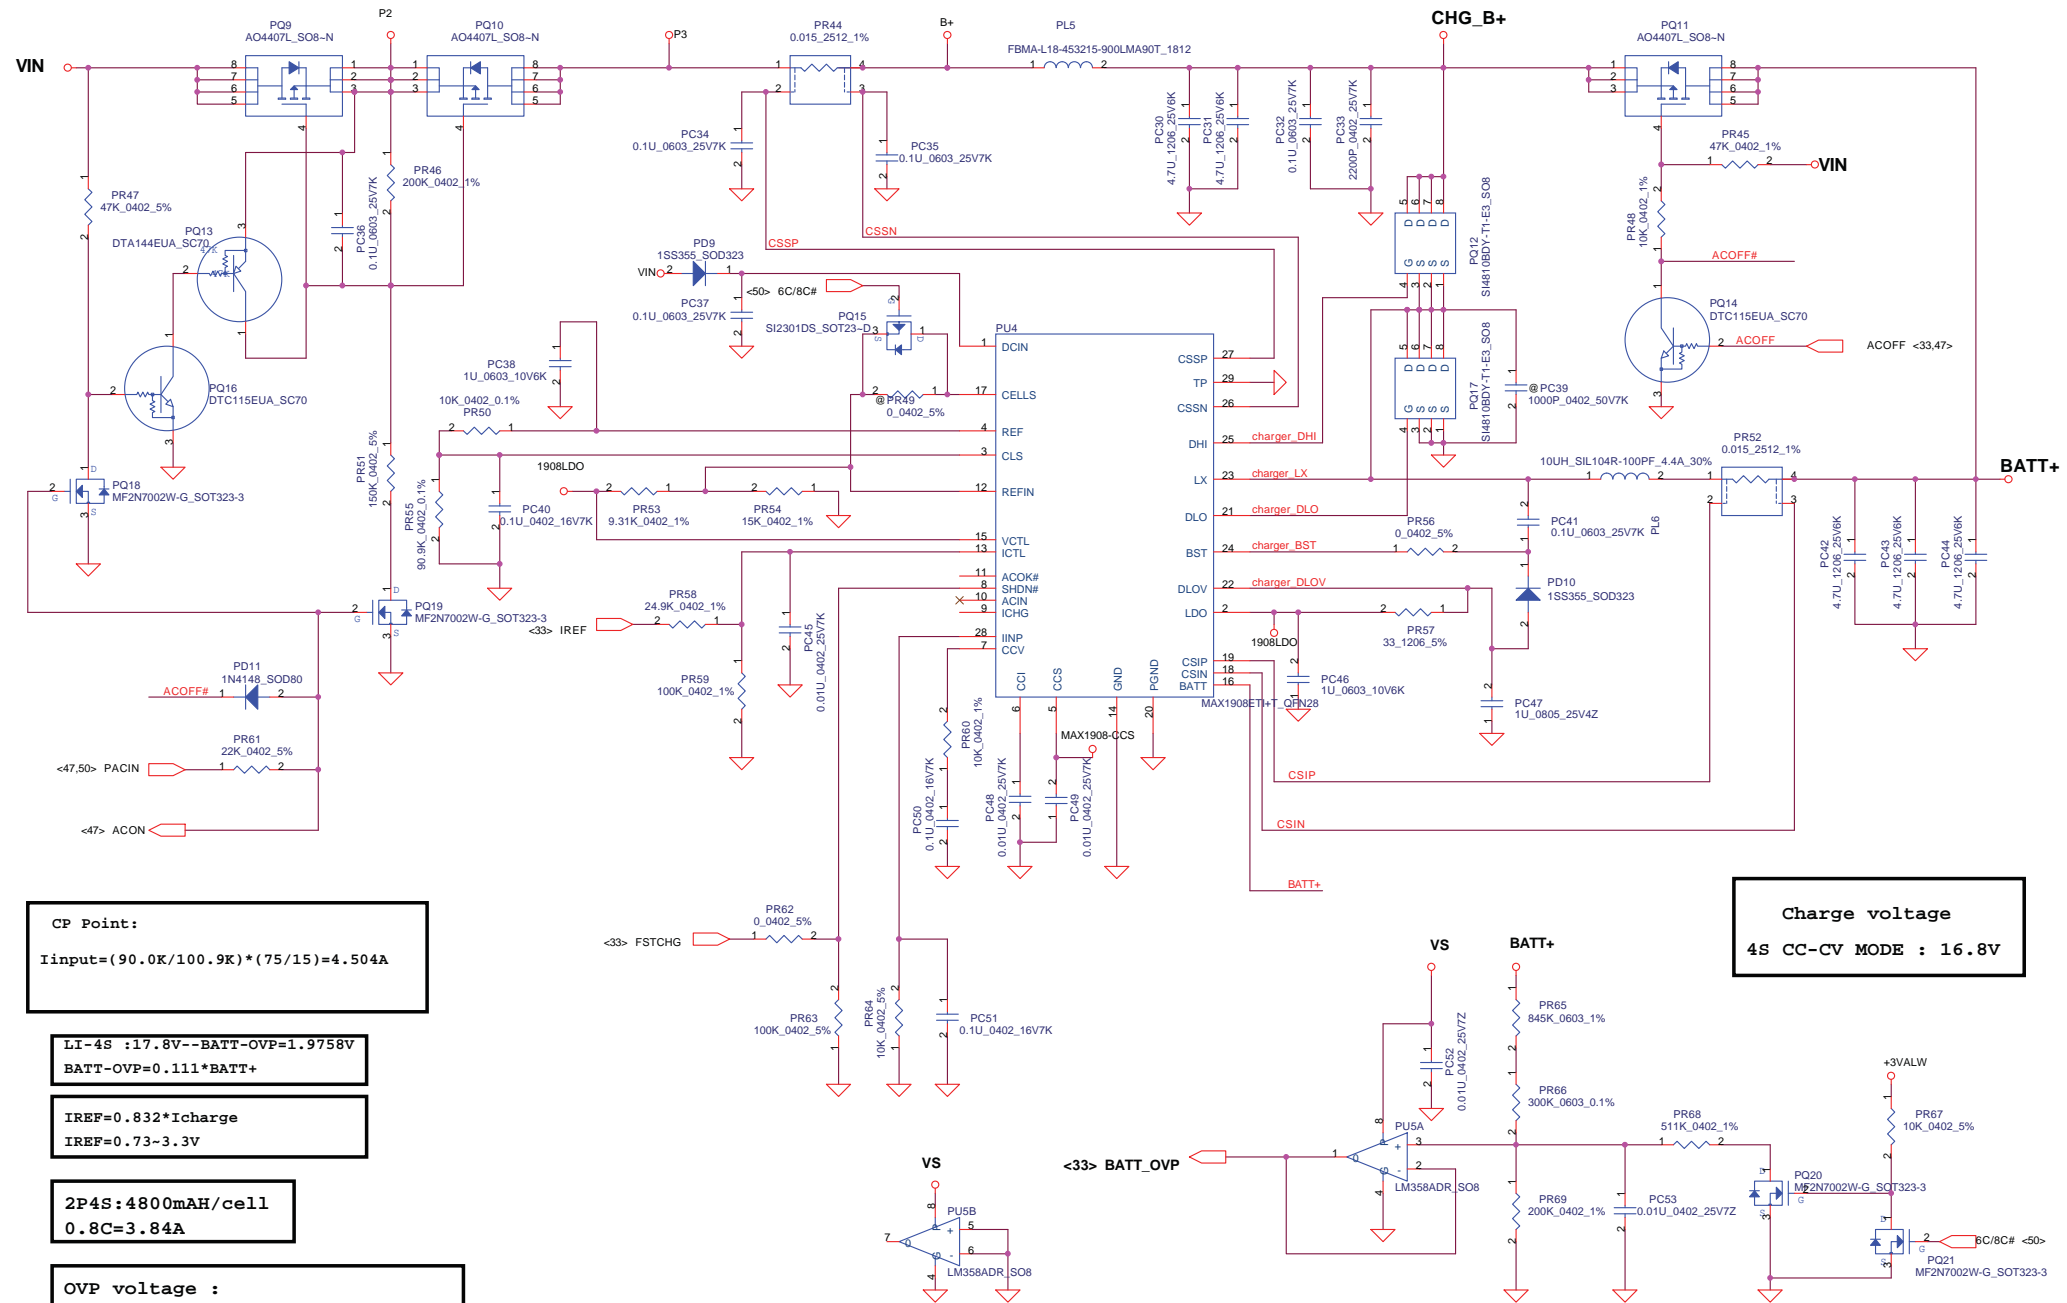 VIN
PQ9
AO4407L_SO8~N
P2
PQ10
AO4407L_SO8~N
P3
PR44
0.015_2512_1%
B+
PL5
FBMA-L18-453215-900LMA90T_1812
CHG_B+
PQ11
AO4407L_SO8~N
PC34
0.1U_0603_25V7K
PC35
0.1U_0603_25V7K
PC30
4.7U_1206_25V6K
PC31
4.7U_1206_25V6K
PC32
0.1U_0603_25V7K
PC33
2200P_0402_25V7K
PR45
47K_0402_1%
VIN
PR47
47K_0402_5%
PR46
200K_0402_1%
PC36
0.1U_0603_25V7K
PQ13
DTA144EUA_SC70
47K
PR48
10K_0402_1%
ACOFF#
CSSP
CSSN
PQ12
SI4810BDY-T1-E3_SO8
VIN
PD9
1SS355_SOD323
PC37
0.1U_0603_25V7K
<50> 6C/8C#
PQ15
SI2301DS_SOT23~D
PQ14
DTC115EUA_SC70
ACOFF
ACOFF <33,47>
PQ16
DTC115EUA_SC70
PC38
1U_0603_10V6K
10K_0402_0.1%
PR50
@PR49
0_0402_5%
PU4
DCIN
CELLS
REF
CLS
REFIN
VCTL
ICTL
ACOK#
SHDN#
ACIN
ICHG
IINP
CCV
CCI
CCS
GND
PGND
CSSP
TP
CSSN
DHI
LX
DLO
BST
DLOV
LDO
CSIP
CSIN
BATT
MAX1908ETI+T_QFN28
PQ17
SI4810BDY-T1-E3_SO8
@PC39
1000P_0402_50V7K
charger_DHI
charger_LX
charger_DLO
charger_BST
charger_DLOV
10UH_SIL104R-100PF_4.4A_30%
PL6
PR52
0.015_2512_1%
BATT+
PQ18
MF2N7002W-G_SOT323-3
PR51
150K_0402_5%
PR55
90.9K_0402_0.1%
1908LDO
PC40
0.1U_0402_16V7K
PR53
9.31K_0402_1%
PR54
15K_0402_1%
PR56
0_0402_5%
PC41
0.1U_0603_25V7K
PD10
1SS355_SOD323
PC42
4.7U_1206_25V6K
PC43
4.7U_1206_25V6K
PC44
4.7U_1206_25V6K
PQ19
MF2N7002W-G_SOT323-3
<33> IREF
PR58
24.9K_0402_1%
PC45
0.01U_0402_25V7K
PR59
100K_0402_1%
1908LDO
PR57
33_1206_5%
PC46
1U_0603_10V6K
PC47
1U_0805_25V4Z
ACOFF#
PD11
1N4148_SOD80
PR61
22K_0402_5%
<47,50> PACIN
<47> ACON
PR60
10K_0402_1%
PC50
0.1U_0402_16V7K
PC48
0.01U_0402_25V7K
MAX1908-CCS
PC49
0.01U_0402_25V7K
CSIP
CSIN
BATT+
CP Point:
Iinput=(90.0K/100.9K)*(75/15)=4.504A
LI-4S :17.8V--BATT-OVP=1.9758V
BATT-OVP=0.111*BATT+
IREF=0.832*Icharge
IREF=0.73~3.3V
2P4S:4800mAH/cell
0.8C=3.84A
OVP voltage :
<33> FSTCHG
PR62
0_0402_5%
PR63
100K_0402_5%
PR64
10K_0402_5%
PC51
0.1U_0402_16V7K
Charge voltage
4S CC-CV MODE : 16.8V
VS
BATT+
PC52
0.01U_0402_25V7Z
PR65
845K_0603_1%
PR66
300K_0603_0.1%
PR68
511K_0402_1%
+3VALW
PR67
10K_0402_5%
PU5A
LM358ADR_SO8
<33> BATT_OVP
PR69
200K_0402_1%
PC53
0.01U_0402_25V7Z
PQ20
MF2N7002W-G_SOT323-3
6C/8C# <50>
PQ21
MF2N7002W-G_SOT323-3
VS
PU5B
LM358ADR_SO8